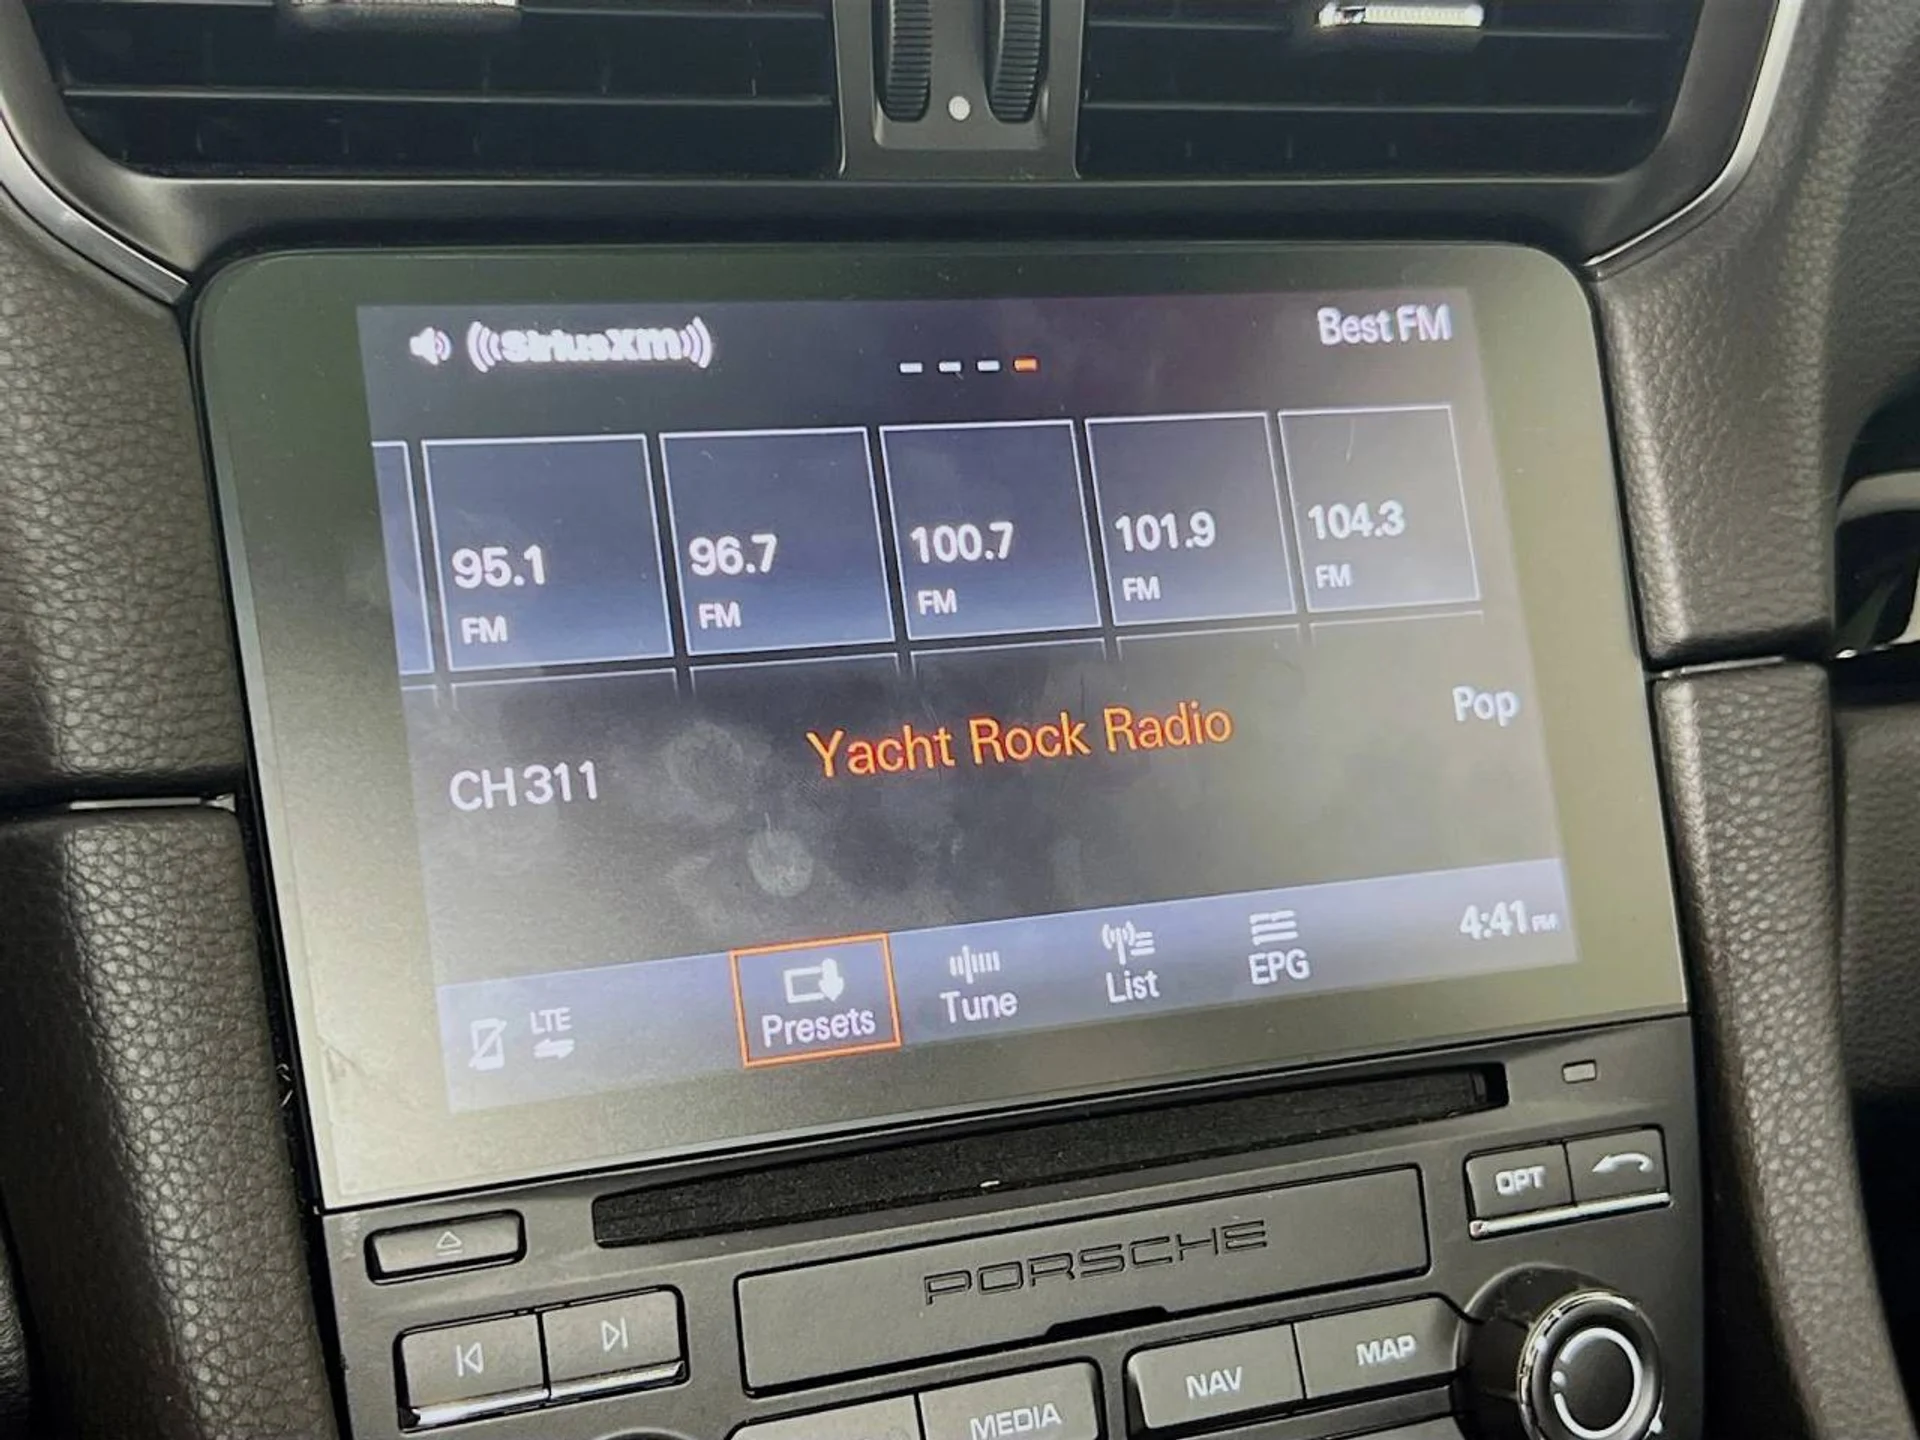 ((SiriusXM))
Best FM
95.1
FM
96.7
FM
100.7
FM
101.9
FM
104.3
FM
CH 311
Yacht Rock Radio
Pop
LTE
Presets
Tune
List
EPG
4:41 PM
OPT
PORSCHE
NAV
MAP
MEDIA